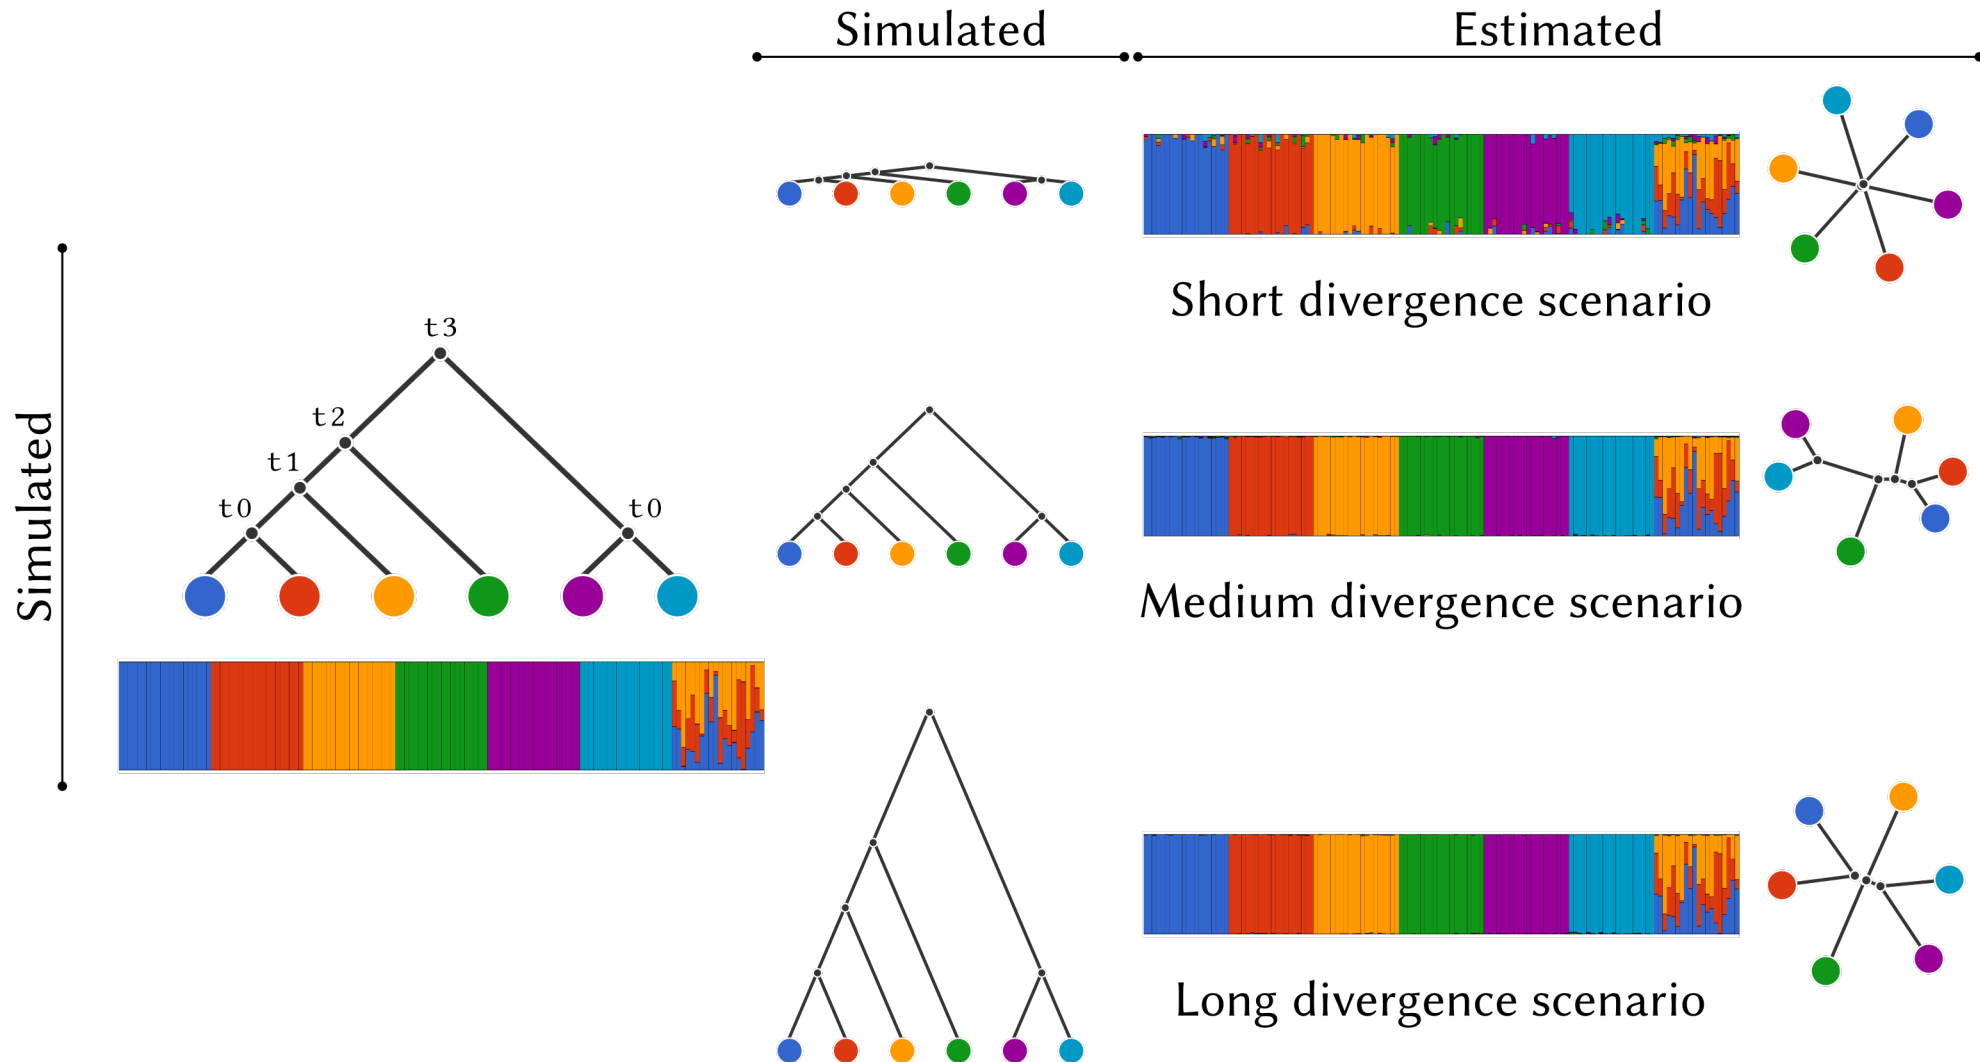 Simulated
Estimated
Short divergence scenario
Simulated
t3
t2
t1
t0
t0
Medium divergence scenario
Long divergence scenario